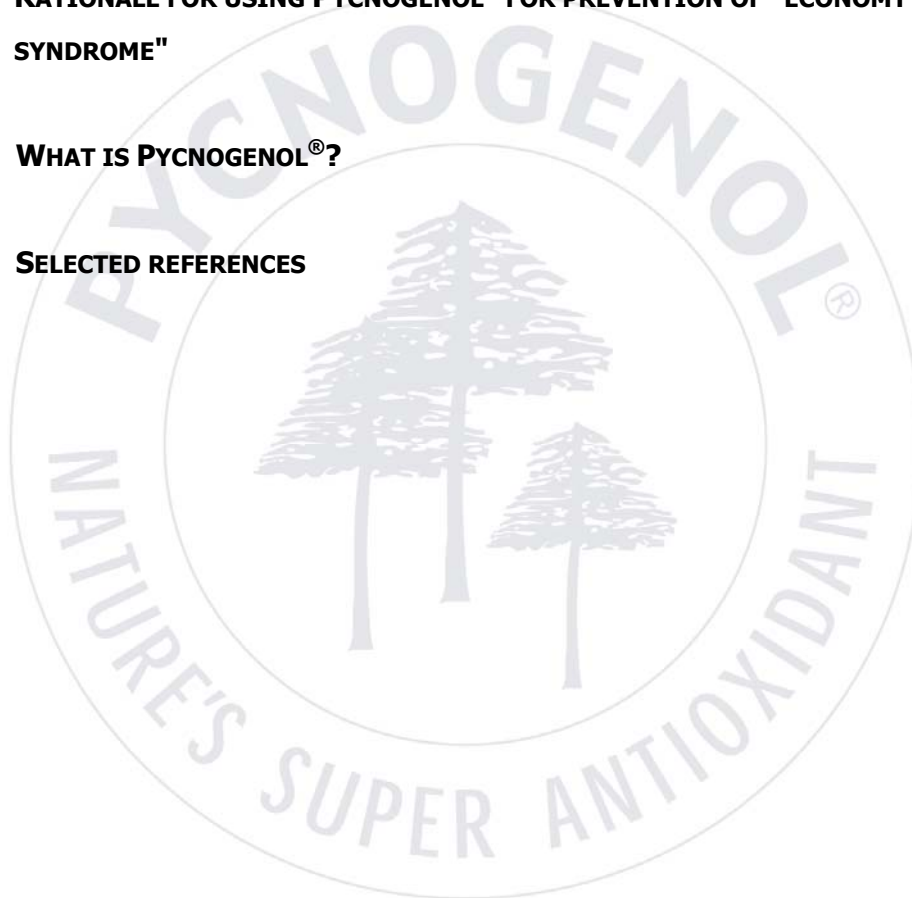 RATIONALE FOR USING PYCNOGENOL® FOR PREVENTION OF "ECONOMY
SYNDROME"
WHAT IS PYCNOGENOL®?
SELECTED REFERENCES
PYCNOGENOL®
NATURE'S SUPER ANTIOXIDANT